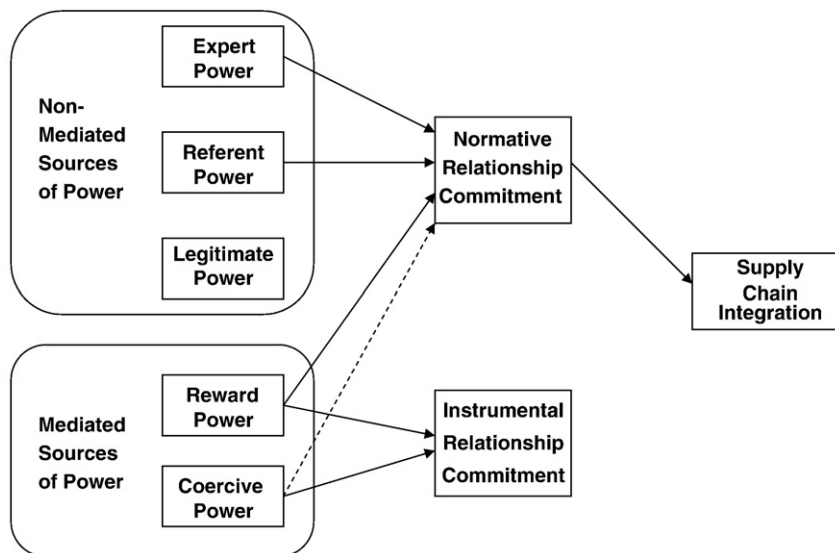 Non-
Mediated
Sources
of Power
Expert
Power
Referent
Power
Legitimate
Power
Mediated
Sources
of Power
Reward
Power
Coercive
Power
Normative
Relationship
Commitment
Instrumental
Relationship
Commitment
Supply
Chain
Integration